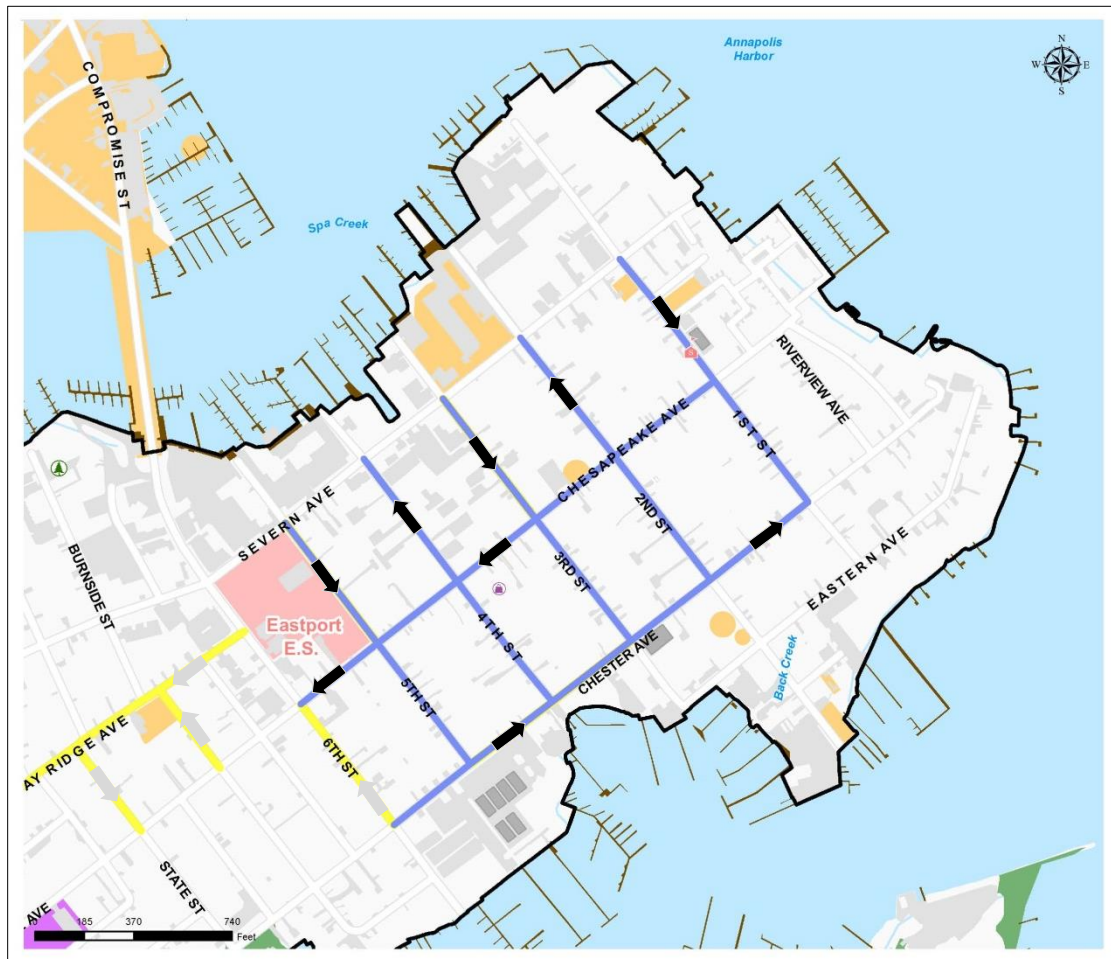 Annapolis
Harbor
N
W E
S
COMPROMISE ST
Spa Creek
RIVERVIEW AVE
1ST ST
CHESAPEAKE AVE
2ND ST
SEVERN AVE
3RD ST
EASTERN AVE
BURNSIDE ST
Eastport
E.S.
4TH ST
CHESTER AVE
Back Creek
5TH ST
6TH ST
AY RIDGE AVE
STATE ST
AVE
185 370 740
Feet